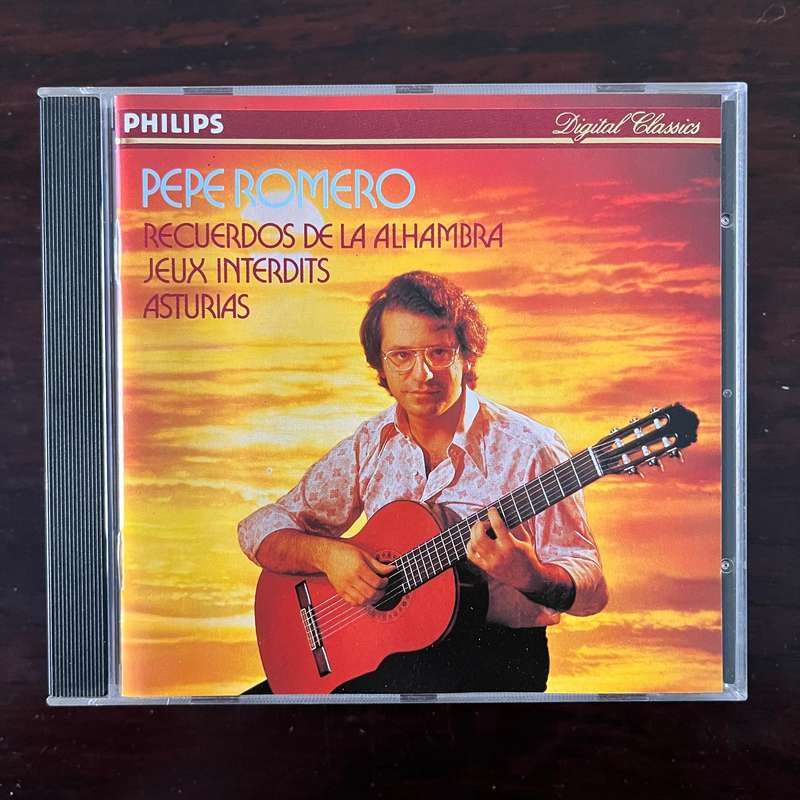 PHILIPS
Digital Classics
PEPE ROMERO
RECUERDOS DE LA ALHAMBRA
JEUX INTERDITS
ASTURIAS